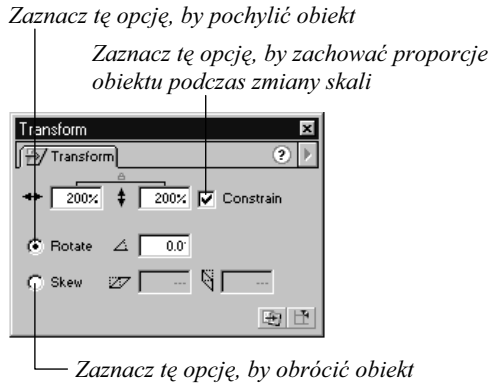 Zaznacz tę opcję, by pochylić obiekt
Zaznacz tę opcję, by zachować proporcje
obiektu podczas zmiany skali
Transform
Transform
?
200% 200% Constrain
Rotate 0.0°
Skew --- ---
Zaznacz tę opcję, by obrócić obiekt